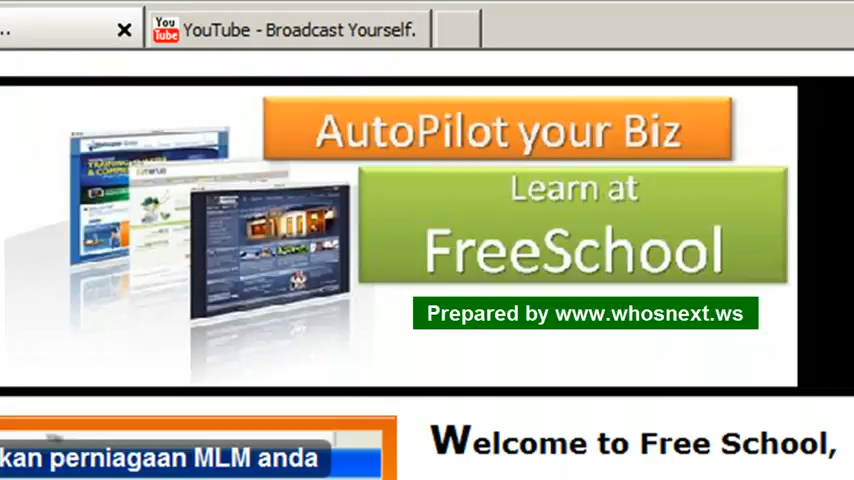 ..
You
Tube YouTube - Broadcast Yourself.
AutoPilot your Biz
Learn at
FreeSchool
Prepared by www.whosnext.ws
Welcome to Free School,
kan perniagaan MLM anda